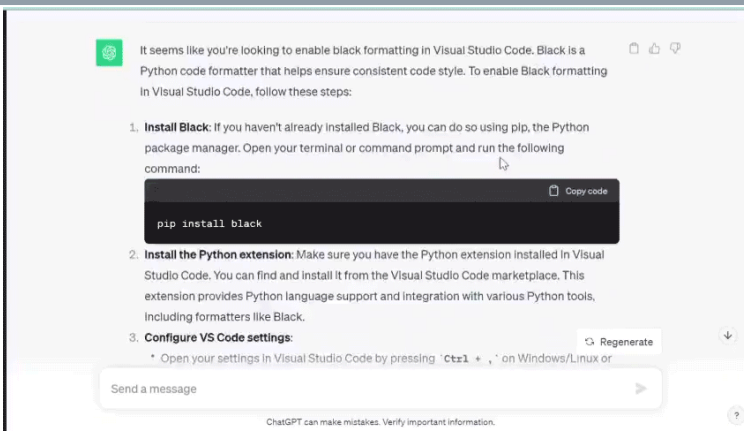 It seems like you're looking to enable black formatting in Visual Studio Code. Black is a
Python code formatter that helps ensure consistent code style. To enable Black formatting
in Visual Studio Code, follow these steps:
1. Install Black: If you haven't already installed Black, you can do so using pip, the Python
package manager. Open your terminal or command prompt and run the following
command:
Copy code
pip install black
2. Install the Python extension: Make sure you have the Python extension installed in Visual
Studio Code. You can find and install it from the Visual Studio Code marketplace. This
extension provides Python language support and integration with various Python tools,
including formatters like Black.
3. Configure VS Code settings:
Regenerate
* Open your settings in Visual Studio Code by pressing `Ctrl + ,` on Windows/Linux or
Send a message
ChatGPT can make mistakes. Verify important information.
?